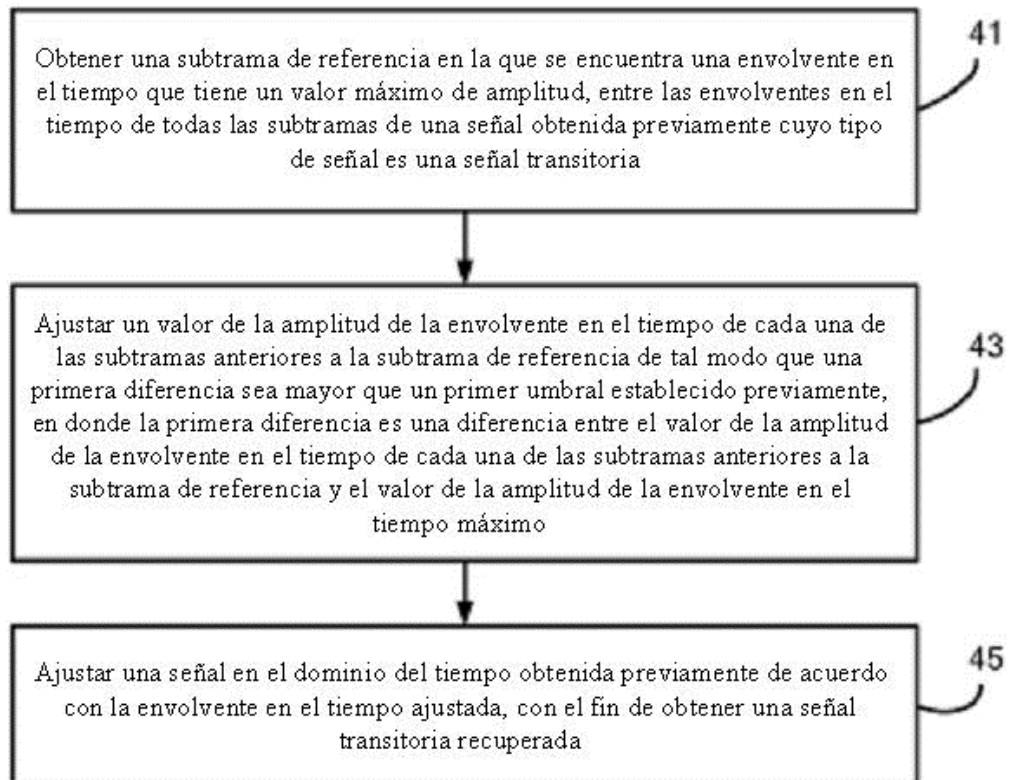 41
Obtener una subtrama de referencia en la que se encuentra una envolvente en
el tiempo que tiene un valor máximo de amplitud, entre las envolventes en el
tiempo de todas las subtramas de una señal obtenida previamente cuyo tipo
de señal es una señal transitoria
43
Ajustar un valor de la amplitud de la envolvente en el tiempo de cada una de
las subtramas anteriores a la subtrama de referencia de tal modo que una
primera diferencia sea mayor que un primer umbral establecido previamente,
en donde la primera diferencia es una diferencia entre el valor de la amplitud
de la envolvente en el tiempo de cada una de las subtramas anteriores a la
subtrama de referencia y el valor de la amplitud de la envolvente en el
tiempo máximo
45
Ajustar una señal en el dominio del tiempo obtenida previamente de acuerdo
con la envolvente en el tiempo ajustada, con el fin de obtener una señal
transitoria recuperada